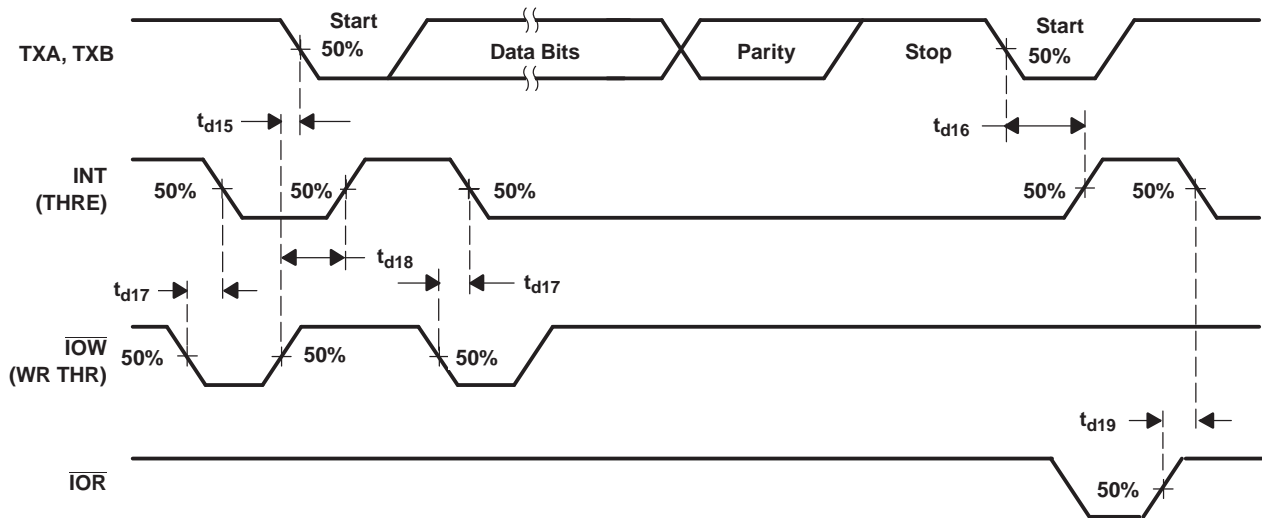 Start
Start
TXA, TXB
50%
Data Bits
Parity
Stop
50%
td15
td16
INT
(THRE)
50%
50%
50%
50%
50%
td18
td17
td17
IOW
(WR THR)
50%
50%
50%
td19
IOR
50%